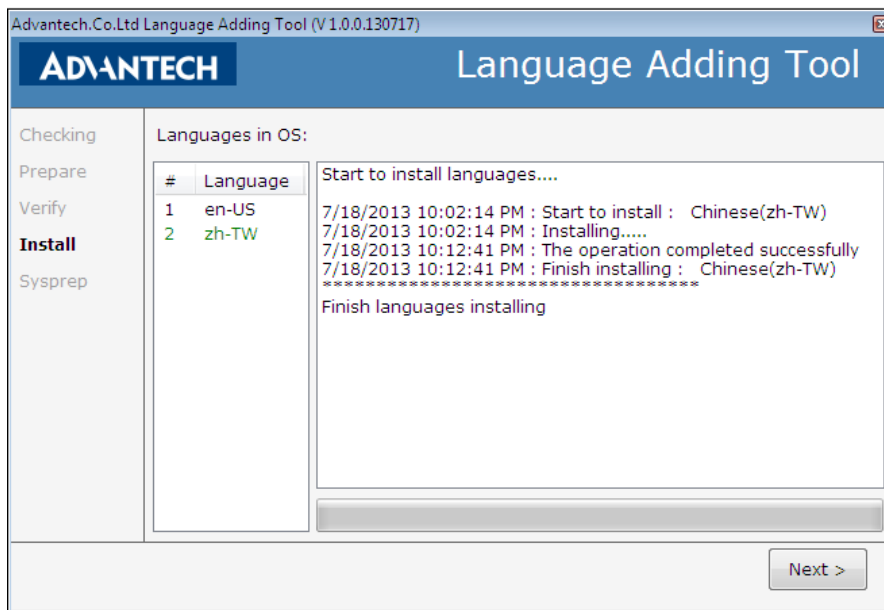 Advantech.Co.Ltd Language Adding Tool (V 1.0.0.130717)
ADVANTECH
Language Adding Tool
Checking
Prepare
Verify
Install
Sysprep
Languages in OS:
# Language
1 en-US
2 zh-TW
Start to install languages....
7/18/2013 10:02:14 PM : Start to install : Chinese(zh-TW)
7/18/2013 10:02:14 PM : Installing.....
7/18/2013 10:12:41 PM : The operation completed successfully
7/18/2013 10:12:41 PM : Finish installing : Chinese(zh-TW)
***********************************
Finish languages installing
Next >